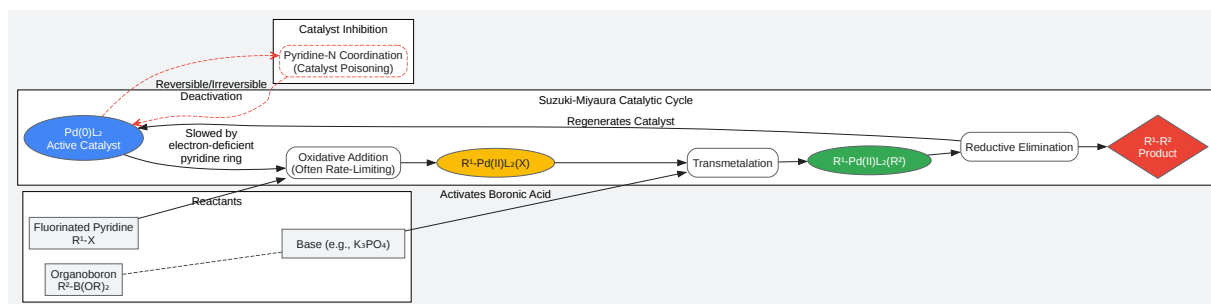 Catalyst Inhibition
Pyridine-N Coordination
(Catalyst Poisoning)
Reversible/Irreversible
Deactivation
Suzuki-Miyaura Catalytic Cycle
Regenerates Catalyst
Pd(0)L₂
Active Catalyst
Slowed by
electron-deficient
pyridine ring
Oxidative Addition
(Often Rate-Limiting)
R¹-Pd(II)L₂(X)
Transmetalation
R¹-Pd(II)L₂(R²)
Reductive Elimination
R¹-R²
Product
Reactants
Activates Boronic Acid
Fluorinated Pyridine
R¹-X
Base (e.g., K₃PO₄)
Organoboron
R²-B(OR)₂